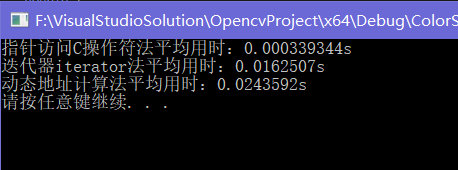 F:\VisualStudioSolution\OpencvProject\x64\Debug\ColorS
指针访问C操作符法平均用时：0.000339344s
迭代器iterator法平均用时：0.0162507s
动态地址计算法平均用时：0.0243592s
请按任意键继续. . .